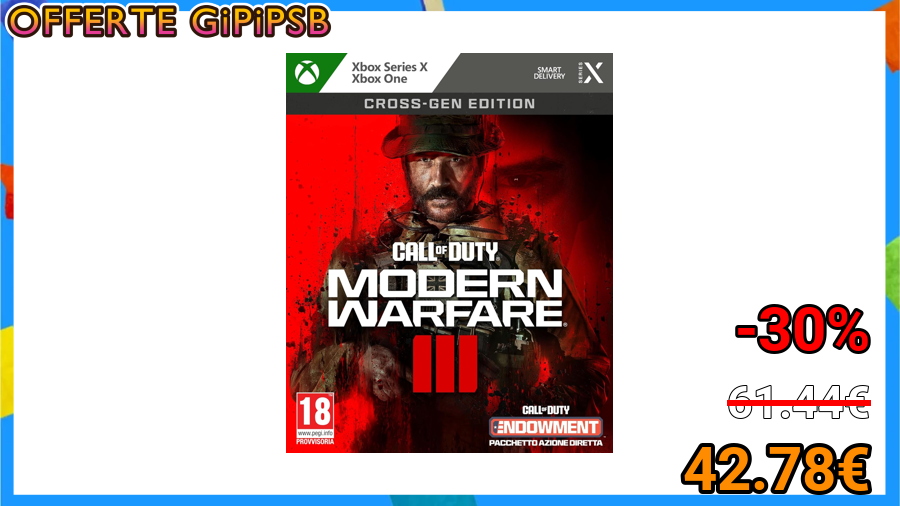 OFFERTE GiPiPSB
Xbox Series X
Xbox One
SMART
DELIVERY
SERIES X
CROSS-GEN EDITION
CALL OF DUTY®
MODERN
WARFARE®
III
18
www.pegi.info
PROVVISORIA
CALL OF DUTY
ENDOWMENT
PACCHETTO AZIONE DIRETTA
-30%
61.44€
42.78€